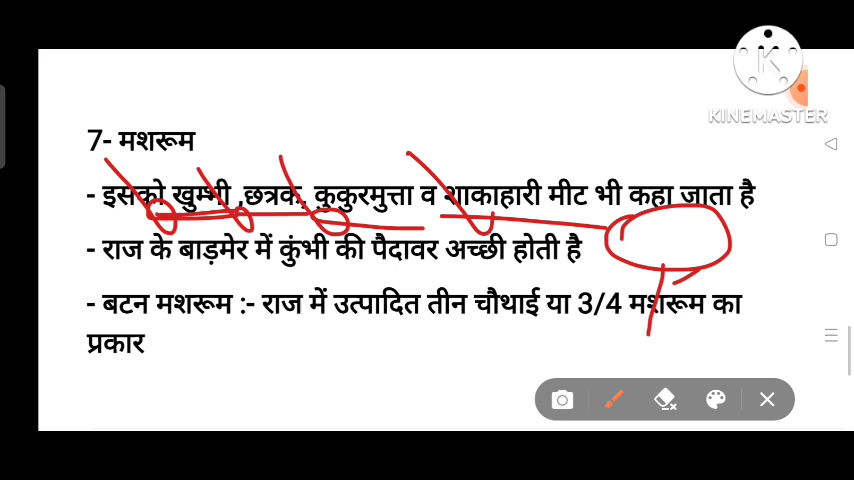 KINEMASTER
7- मशरूम
- इसको खुम्भी ,छत्रक, कुकुरमुत्ता व शाकाहारी मीट भी कहा जाता है
- राज के बाड़मेर में कुंभी की पैदावर अच्छी होती है
- बटन मशरूम :- राज में उत्पादित तीन चौथाई या 3/4 मशरूम का
प्रकार